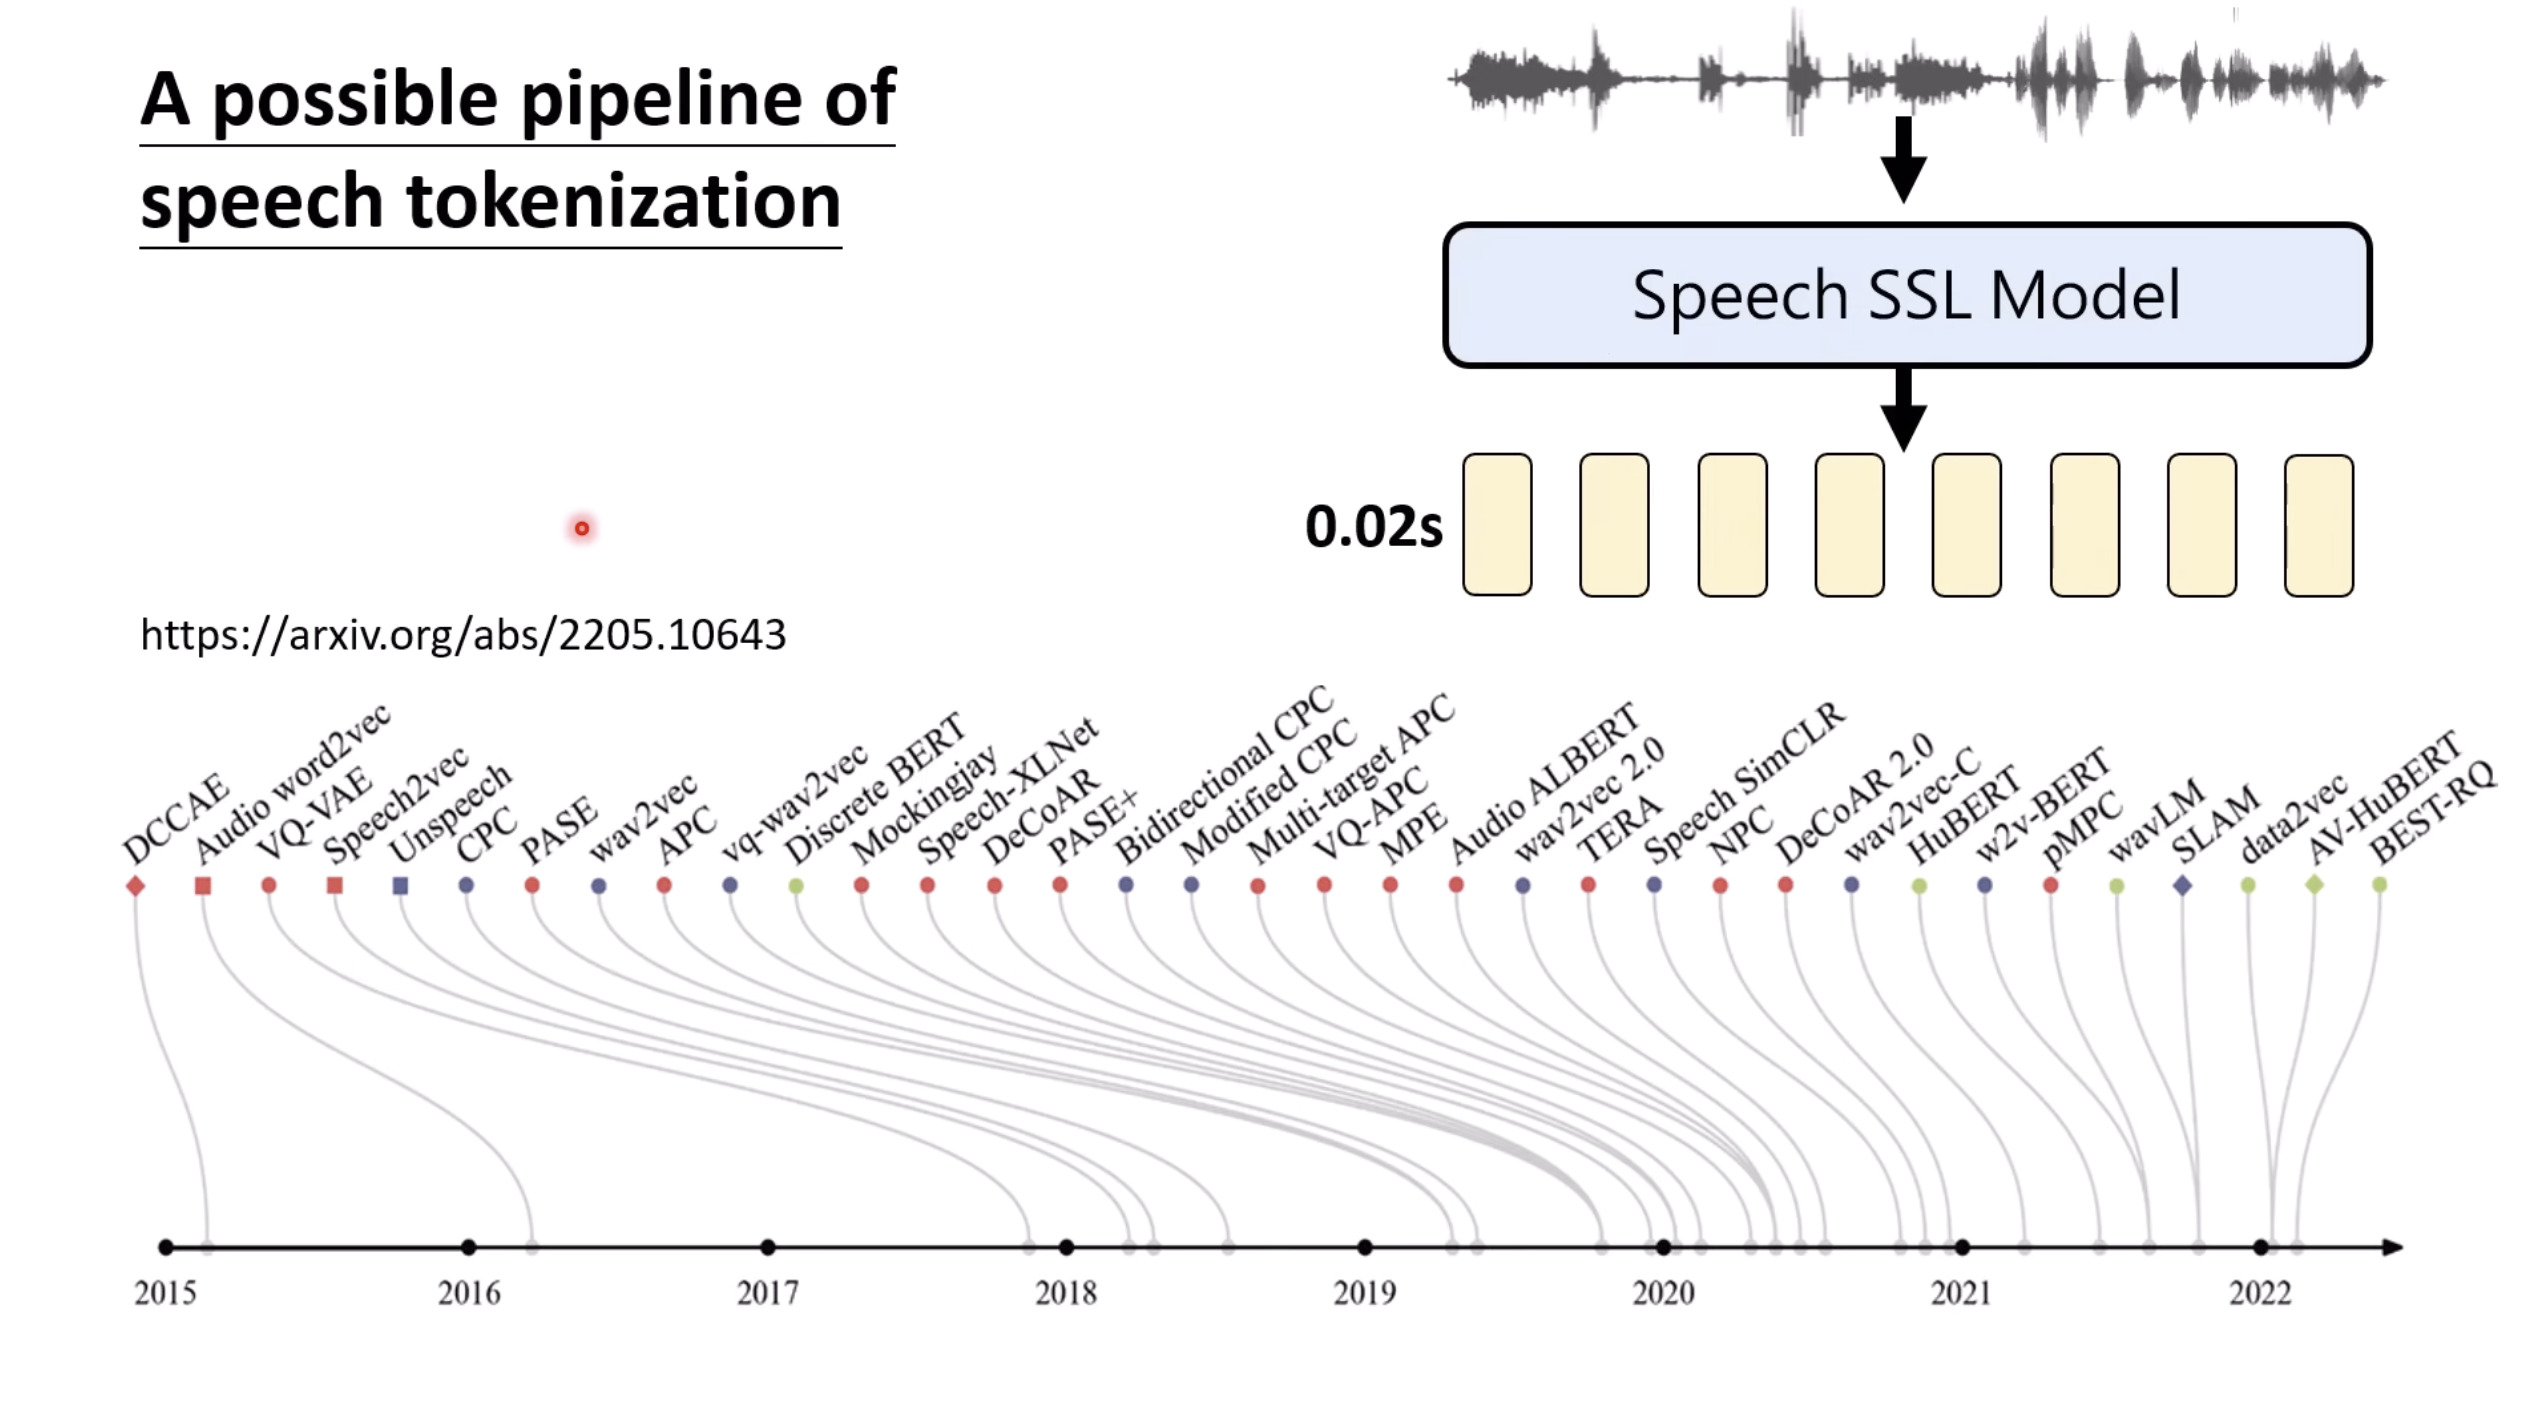 A possible pipeline of
speech tokenization
Speech SSL Model
0.02s
https://arxiv.org/abs/2205.10643
DCCAE
Audio word2vec
VQ-VAE
Speech2vec
Unspeech
CPC
PASE
wav2vec
APC
vq-wav2vec
Discrete BERT
Mockingjay
Speech-XLNet
DeCoAR
PASE+
Bidirectional CPC
Modified CPC
Multi-target APC
VQ-APC
MPE
Audio ALBERT
wav2vec 2.0
TERA
Speech SimCLR
NPC
DeCoAR 2.0
wav2vec-C
HuBERT
w2v-BERT
pMPC
wavLM
SLAM
data2vec
AV-HuBERT
BEST-RQ
2015 2016 2017 2018 2019 2020 2021 2022